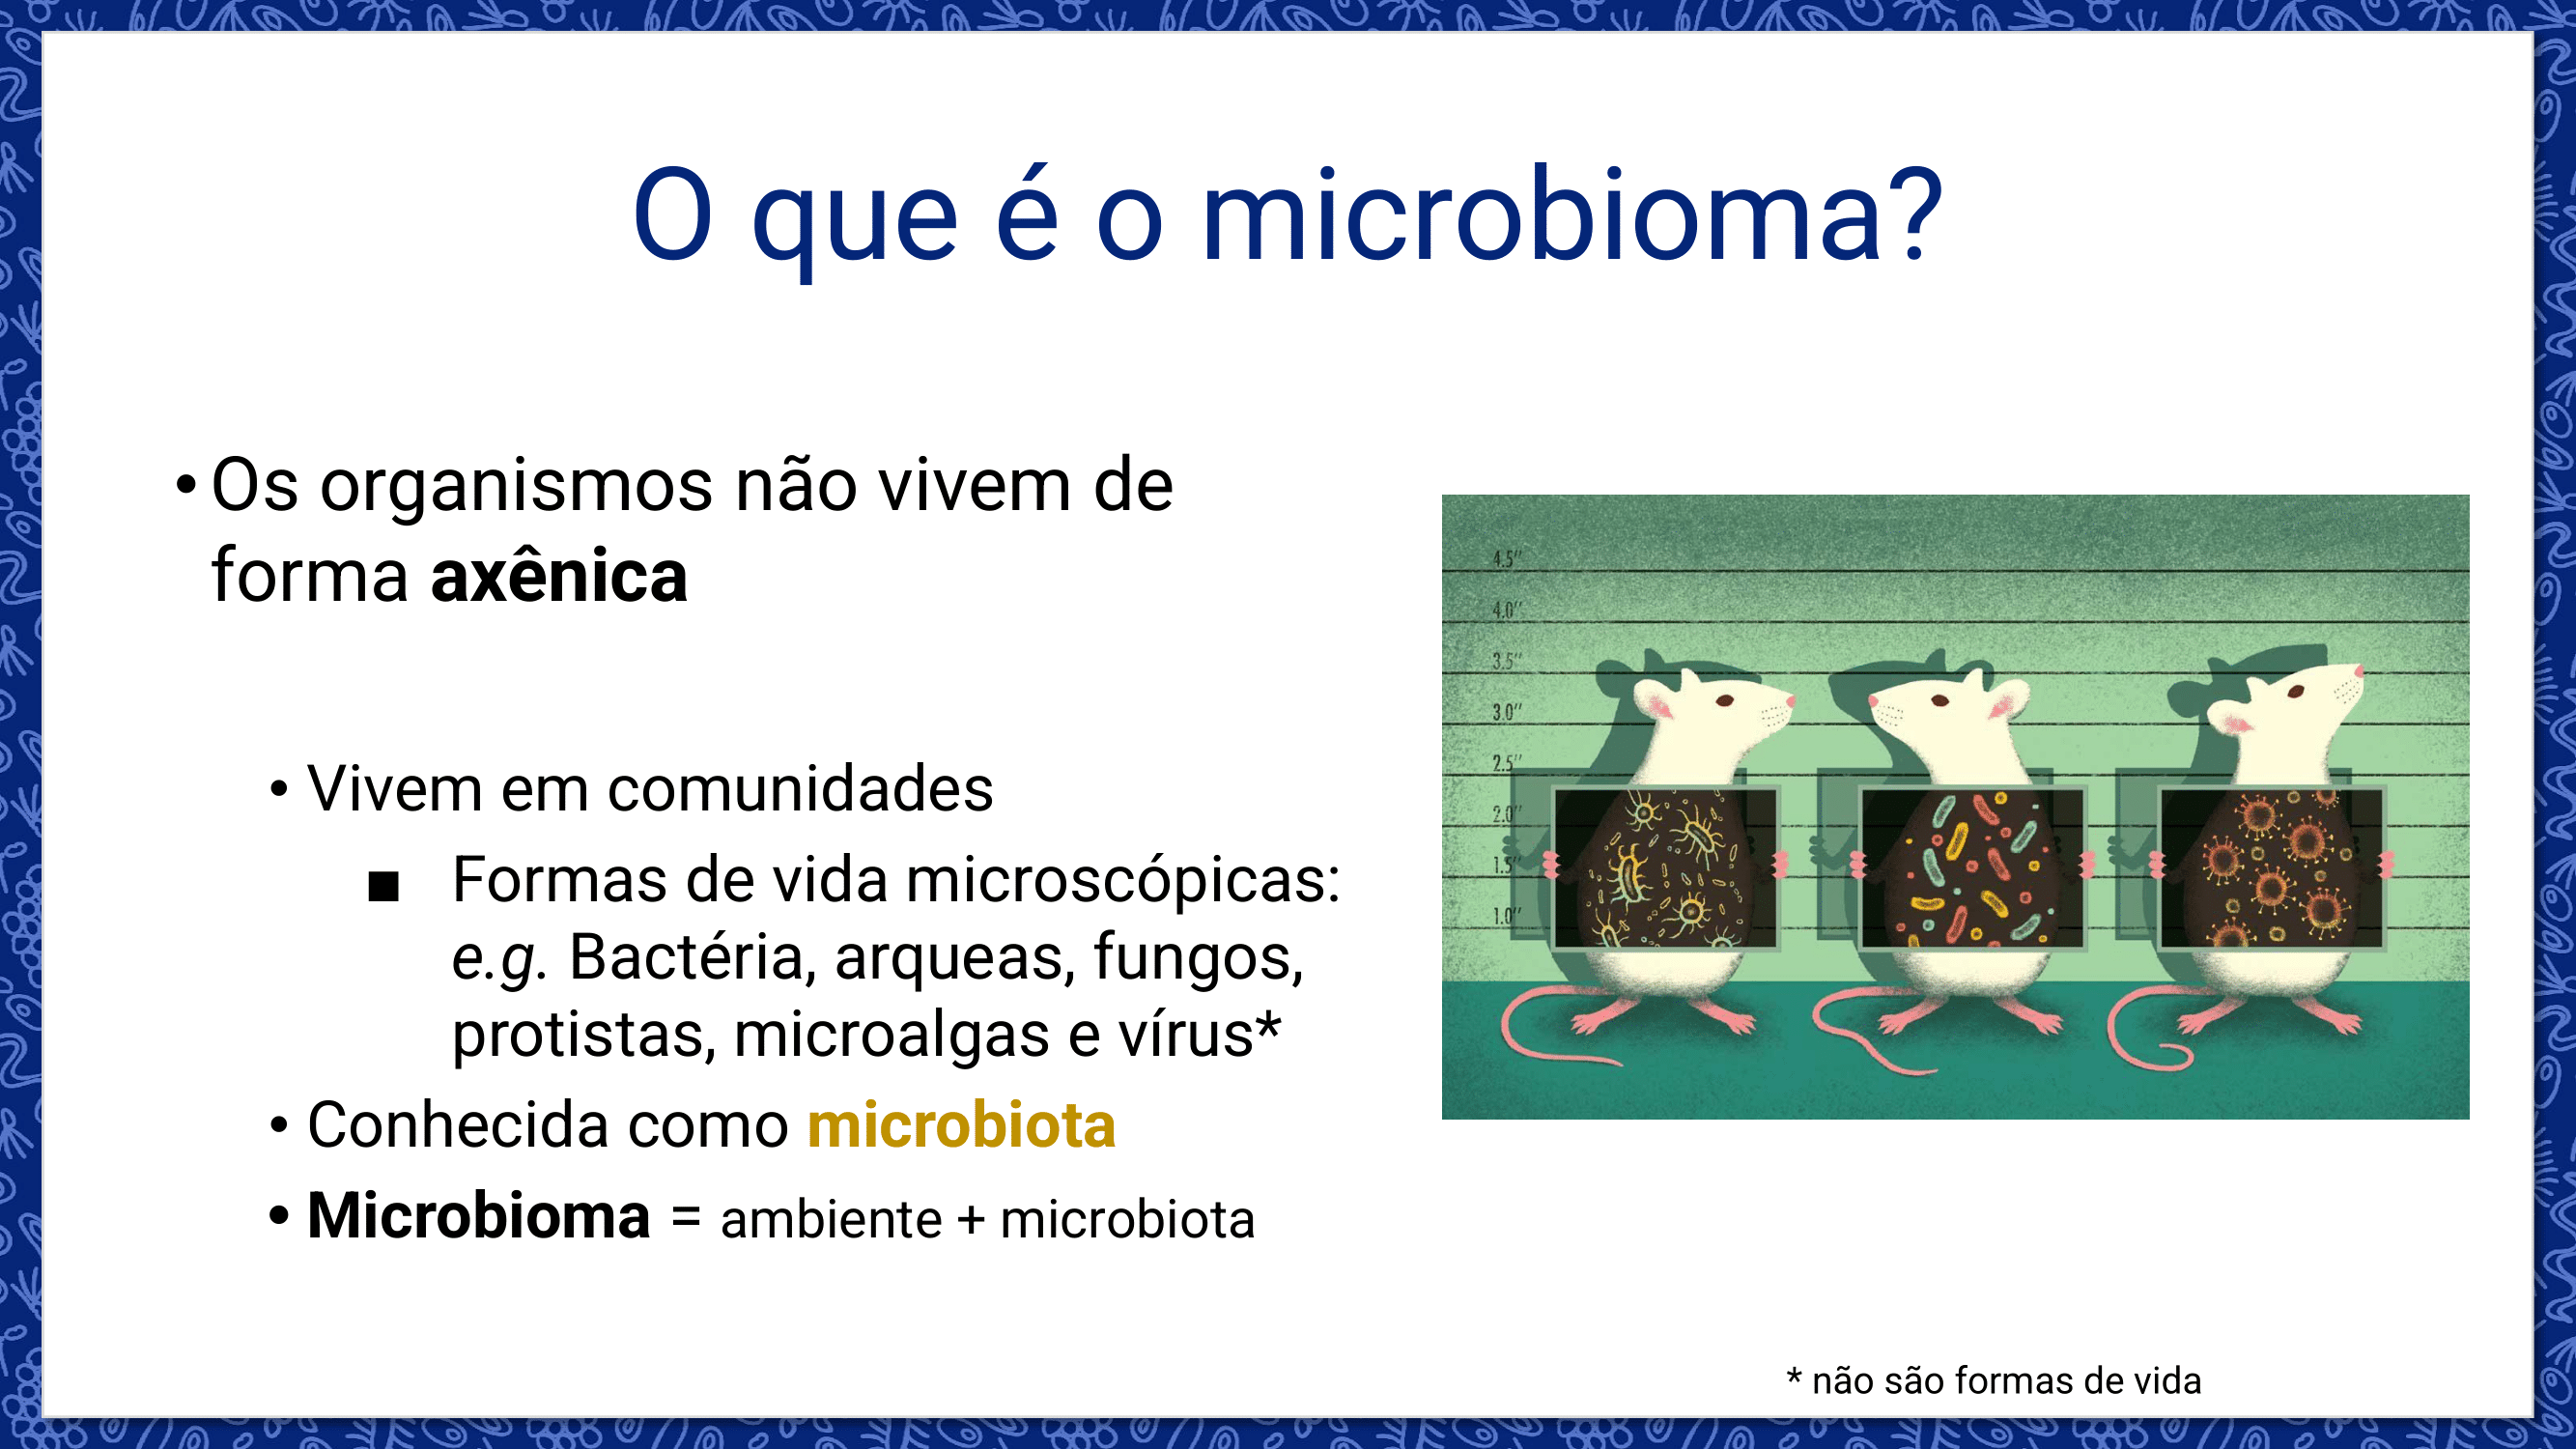 O que é o microbioma?
• Os organismos não vivem de
forma axênica
• Vivem em comunidades
■ Formas de vida microscópicas:
e.g. Bactéria, arqueas, fungos,
protistas, microalgas e vírus*
• Conhecida como microbiota
• Microbioma = ambiente + microbiota
4.5’’
4.0’’
3.5’’
3.0’’
2.5’’
2.0’’
1.5’’
1.0’’
* não são formas de vida